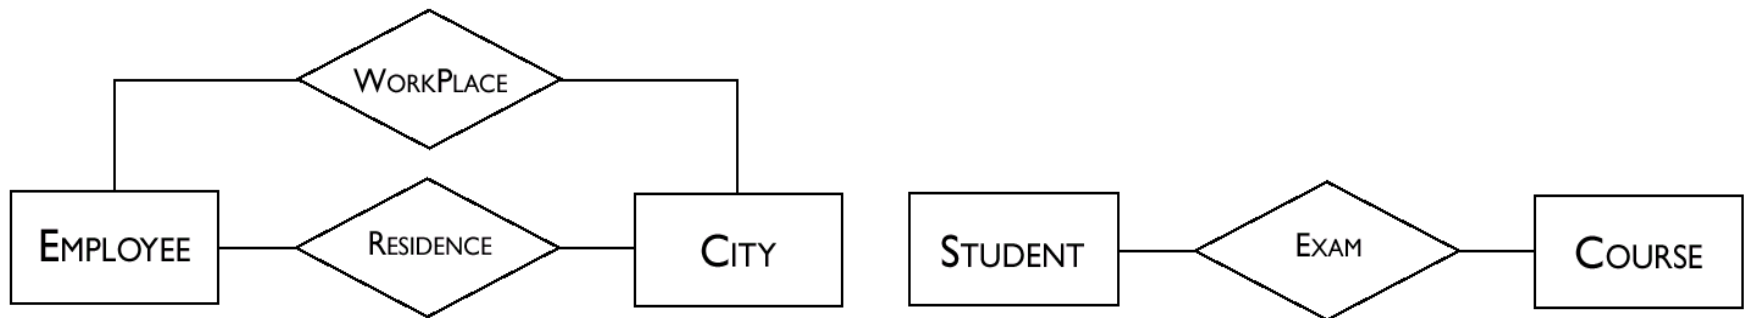 WORKPLACE
EMPLOYEE
RESIDENCE
CITY
STUDENT
EXAM
COURSE